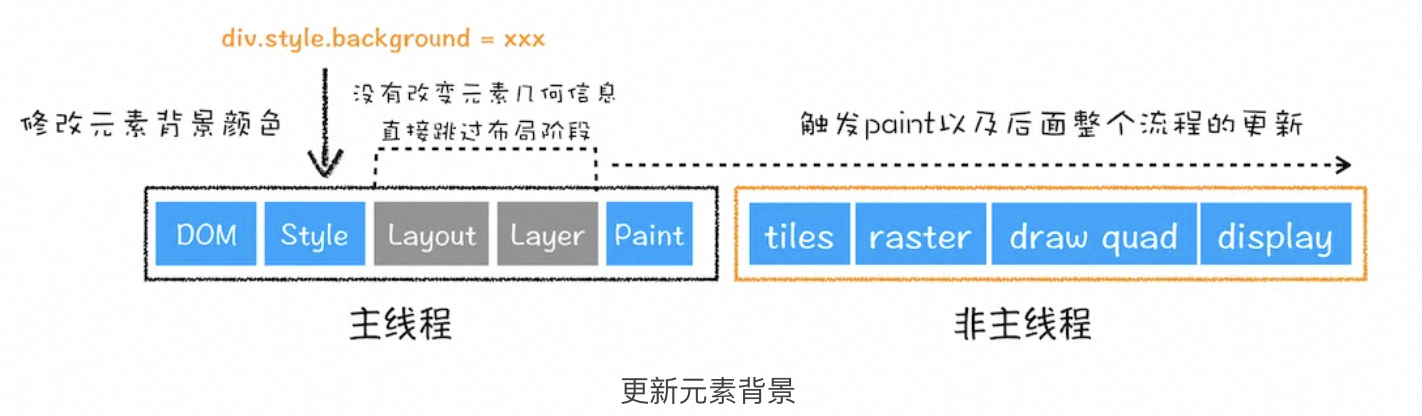 div.style.background = xxx
没有改变元素几何信息
直接跳过布局阶段
修改元素背景颜色
触发paint以及后面整个流程的更新
DOM Style Layout Layer Paint tiles raster draw quad display
主线程 非主线程
更新元素背景